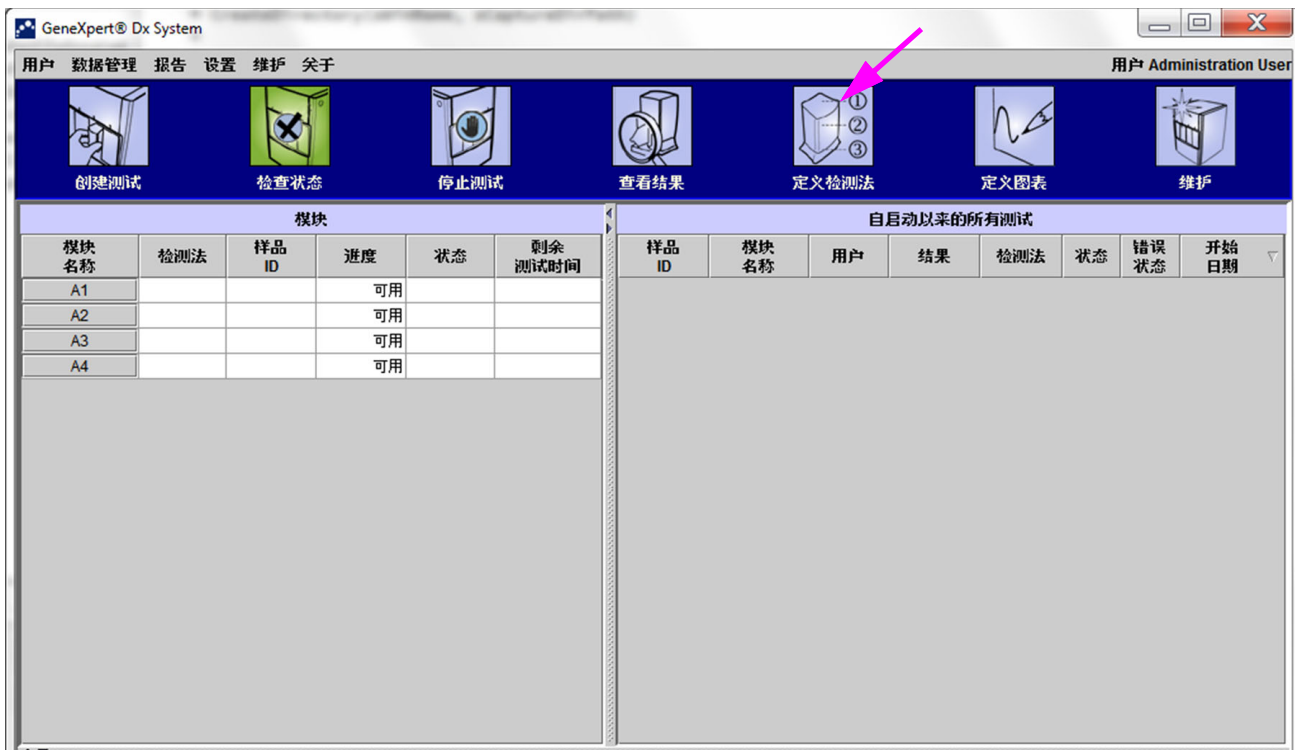 GeneXpert® Dx System
用户 数据管理 报告 设置 维护 关于
用户 Administration User
①
②
③
创建测试 检查状态 停止测试 查看结果 定义检测法 定义图表 维护
模块
自启动以来的所有测试
模块名称 检测法 样品ID 进度 状态 剩余测试时间
样品ID 模块名称 用户 结果 检测法 状态 错误状态 开始日期
A1 可用
A2 可用
A3 可用
A4 可用